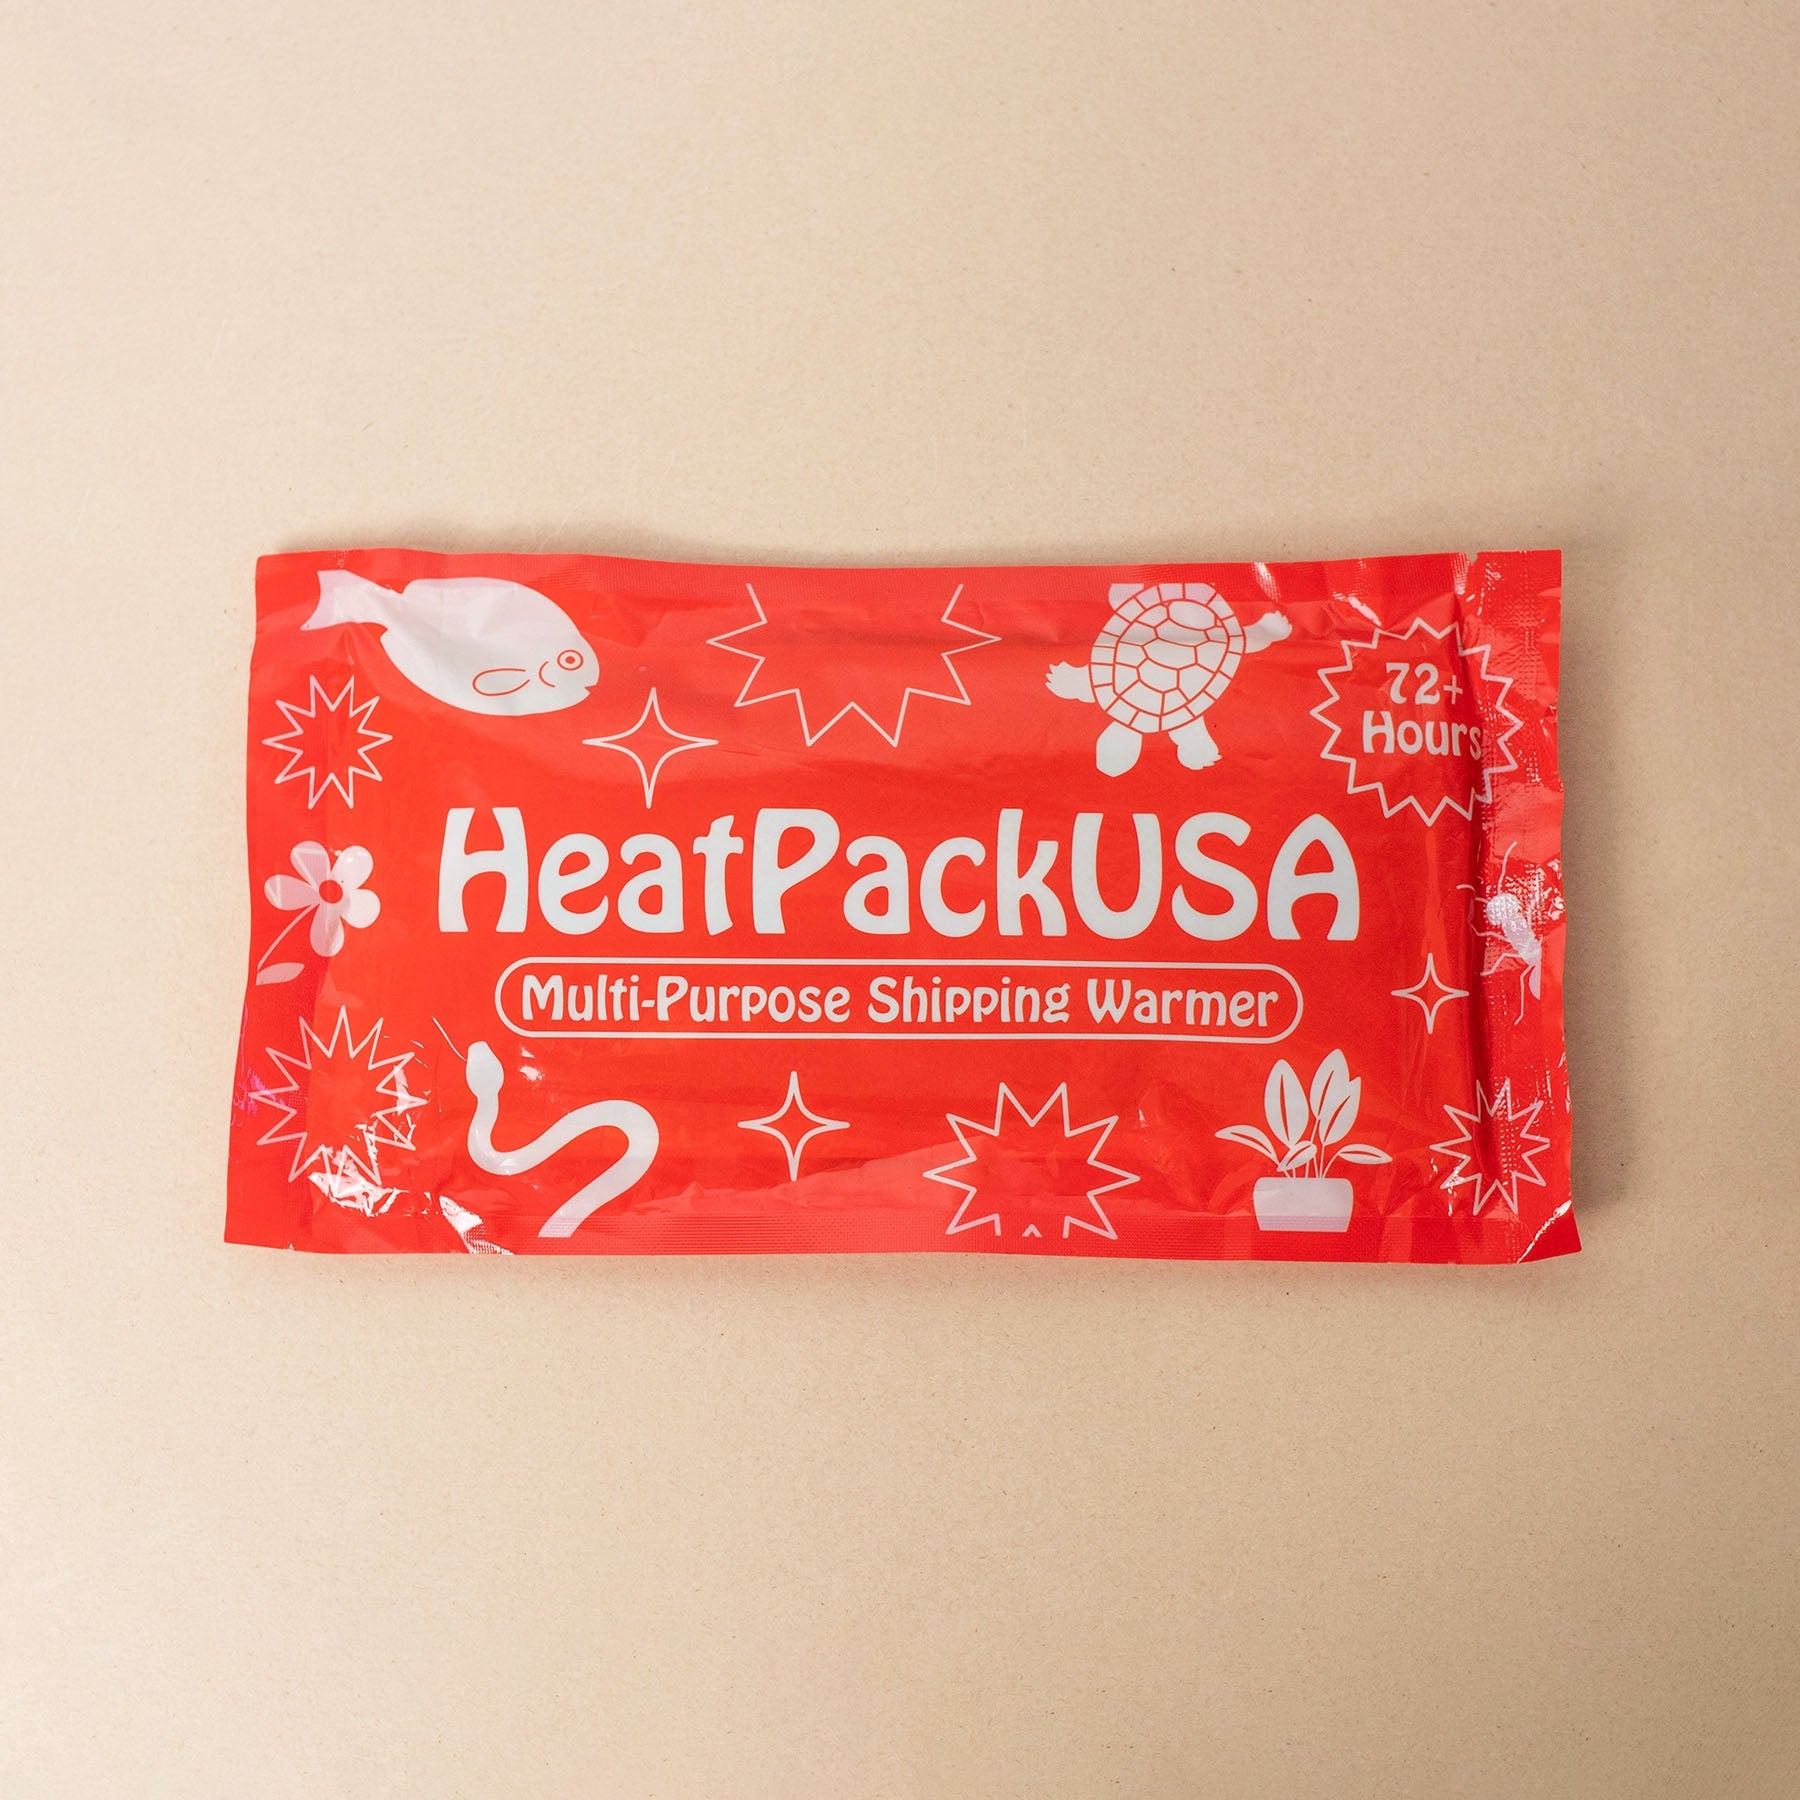 72+
Hours
HeatPackUSA
Multi-Purpose Shipping Warmer